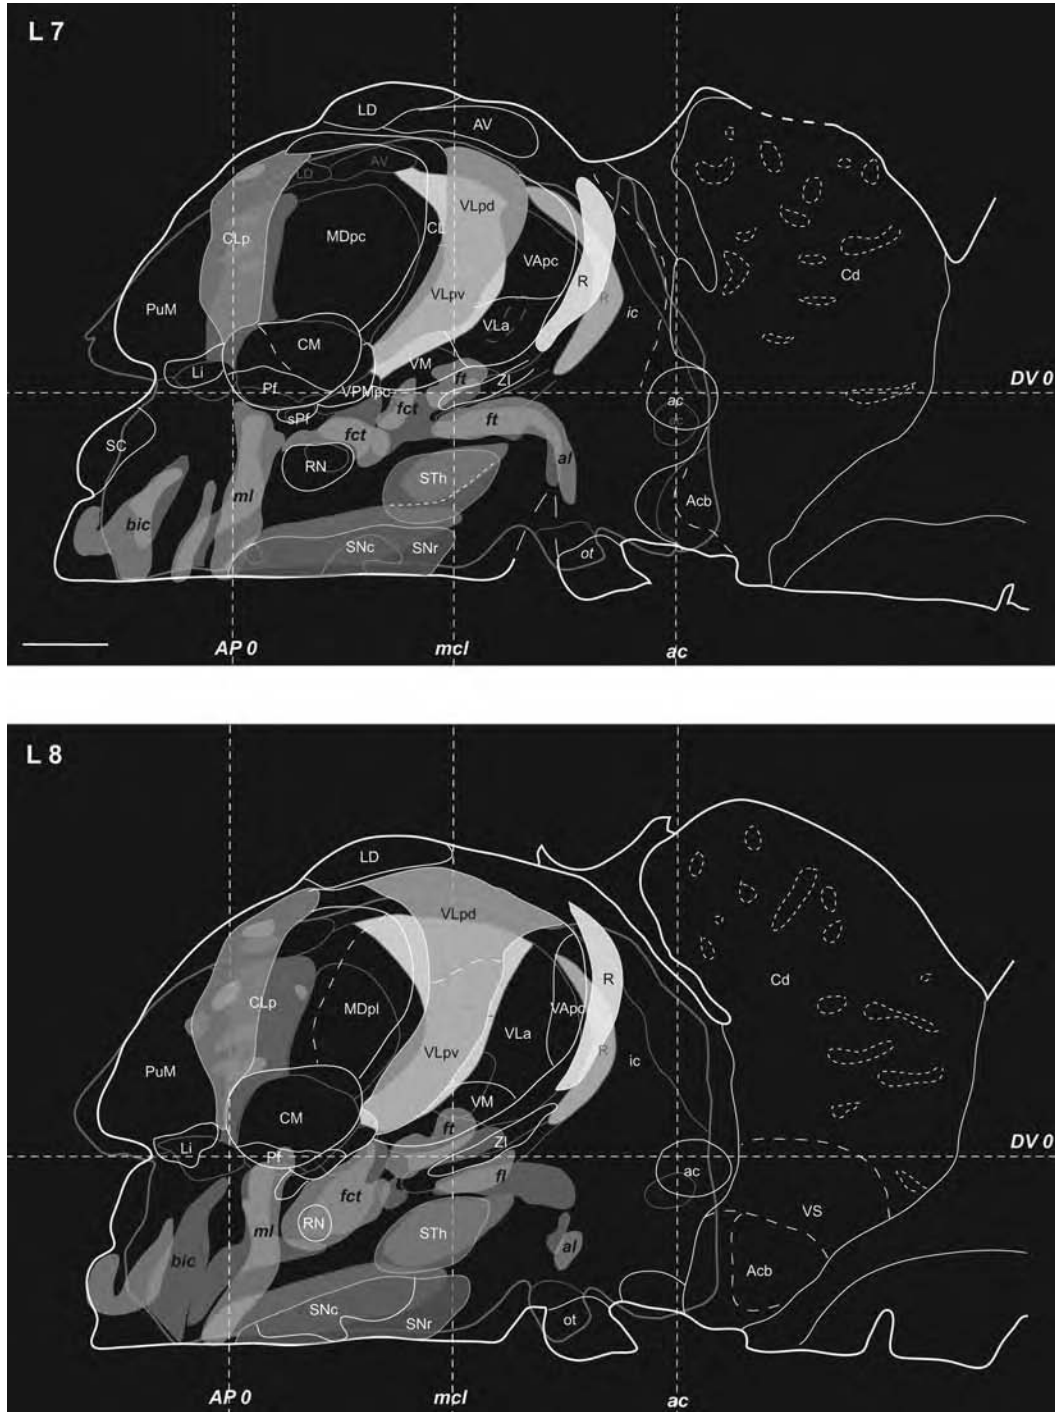 L 7
LD
AV
AV
LD
VLpd
CLp
MDpc
CL
VApc
Cd
PuM
VLpv
R
R
ic
VLa
CM
Li
VM
ft
ZI
DV 0
Pf
VPMpc
fct
ac
sPf
ft
SC
fct
RN
STh
al
ml
Acb
bic
SNc
SNr
ot
AP 0
mcl
ac
L 8
LD
VLpd
CLp
MDpl
VApc
R
Cd
VLa
PuM
VLpv
R
ic
CM
VM
Li
ft
ZI
DV 0
Pf
fct
fl
ac
ml
RN
STh
VS
bic
al
Acb
SNc
SNr
ot
AP 0
mcl
ac